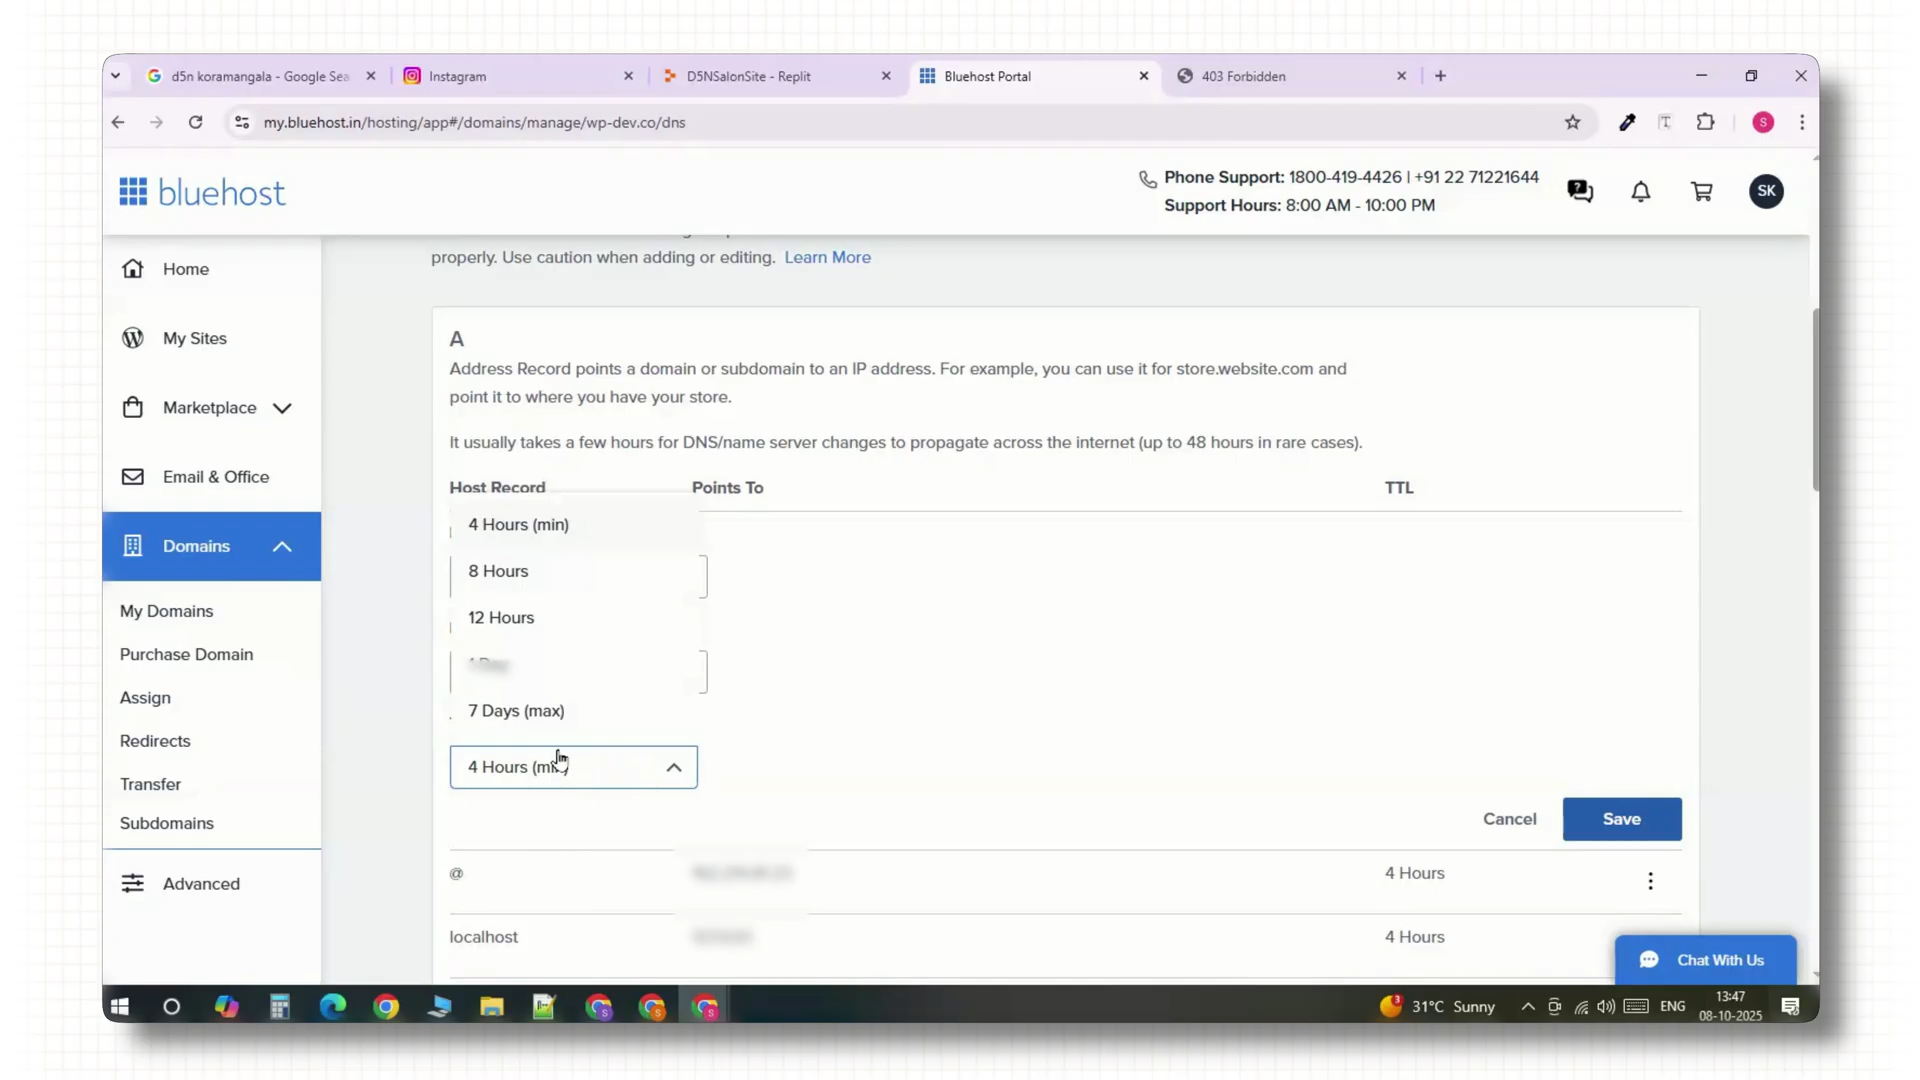 d5n koramangala - Google Sea
Instagram
D5NSalonSite - Replit
Bluehost Portal
403 Forbidden
my.bluehost.in/hosting/app#/domains/manage/wp-dev.co/dns
S
bluehost
Phone Support: 1800-419-4426 | +91 22 71221644
Support Hours: 8:00 AM - 10:00 PM
SK
Home
My Sites
Marketplace
Email & Office
Domains
My Domains
Purchase Domain
Assign
Redirects
Transfer
Subdomains
Advanced
properly. Use caution when adding or editing. Learn More
A
Address Record points a domain or subdomain to an IP address. For example, you can use it for store.website.com and
point it to where you have your store.
It usually takes a few hours for DNS/name server changes to propagate across the internet (up to 48 hours in rare cases).
Host Record Points To TTL
4 Hours (min)
8 Hours
12 Hours
7 Days (max)
4 Hours (min)
Cancel Save
@ 4 Hours
localhost 4 Hours
Chat With Us
31°C Sunny
ENG
13:47
08-10-2025